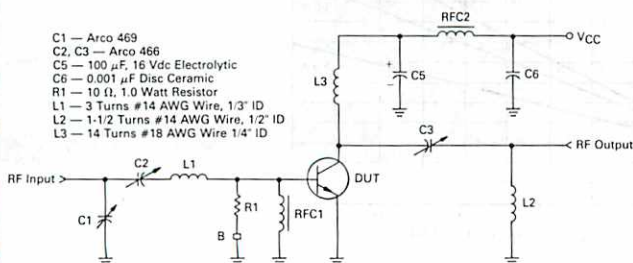 C1 — Arco 469
C2, C3 — Arco 466
C5 — 100 μF, 16 Vdc Electrolytic
C6 — 0.001 μF Disc Ceramic
R1 — 10 Ω, 1.0 Watt Resistor
L1 — 3 Turns #14 AWG Wire, 1/3" ID
L2 — 1-1/2 Turns #14 AWG Wire, 1/2" ID
L3 — 14 Turns #18 AWG Wire 1/4" ID
RFC2
VCC
L3
+
−
C5
C6
C3
RF Output
C2
L1
RF Input
DUT
C1
R1
RFC1
L2
B